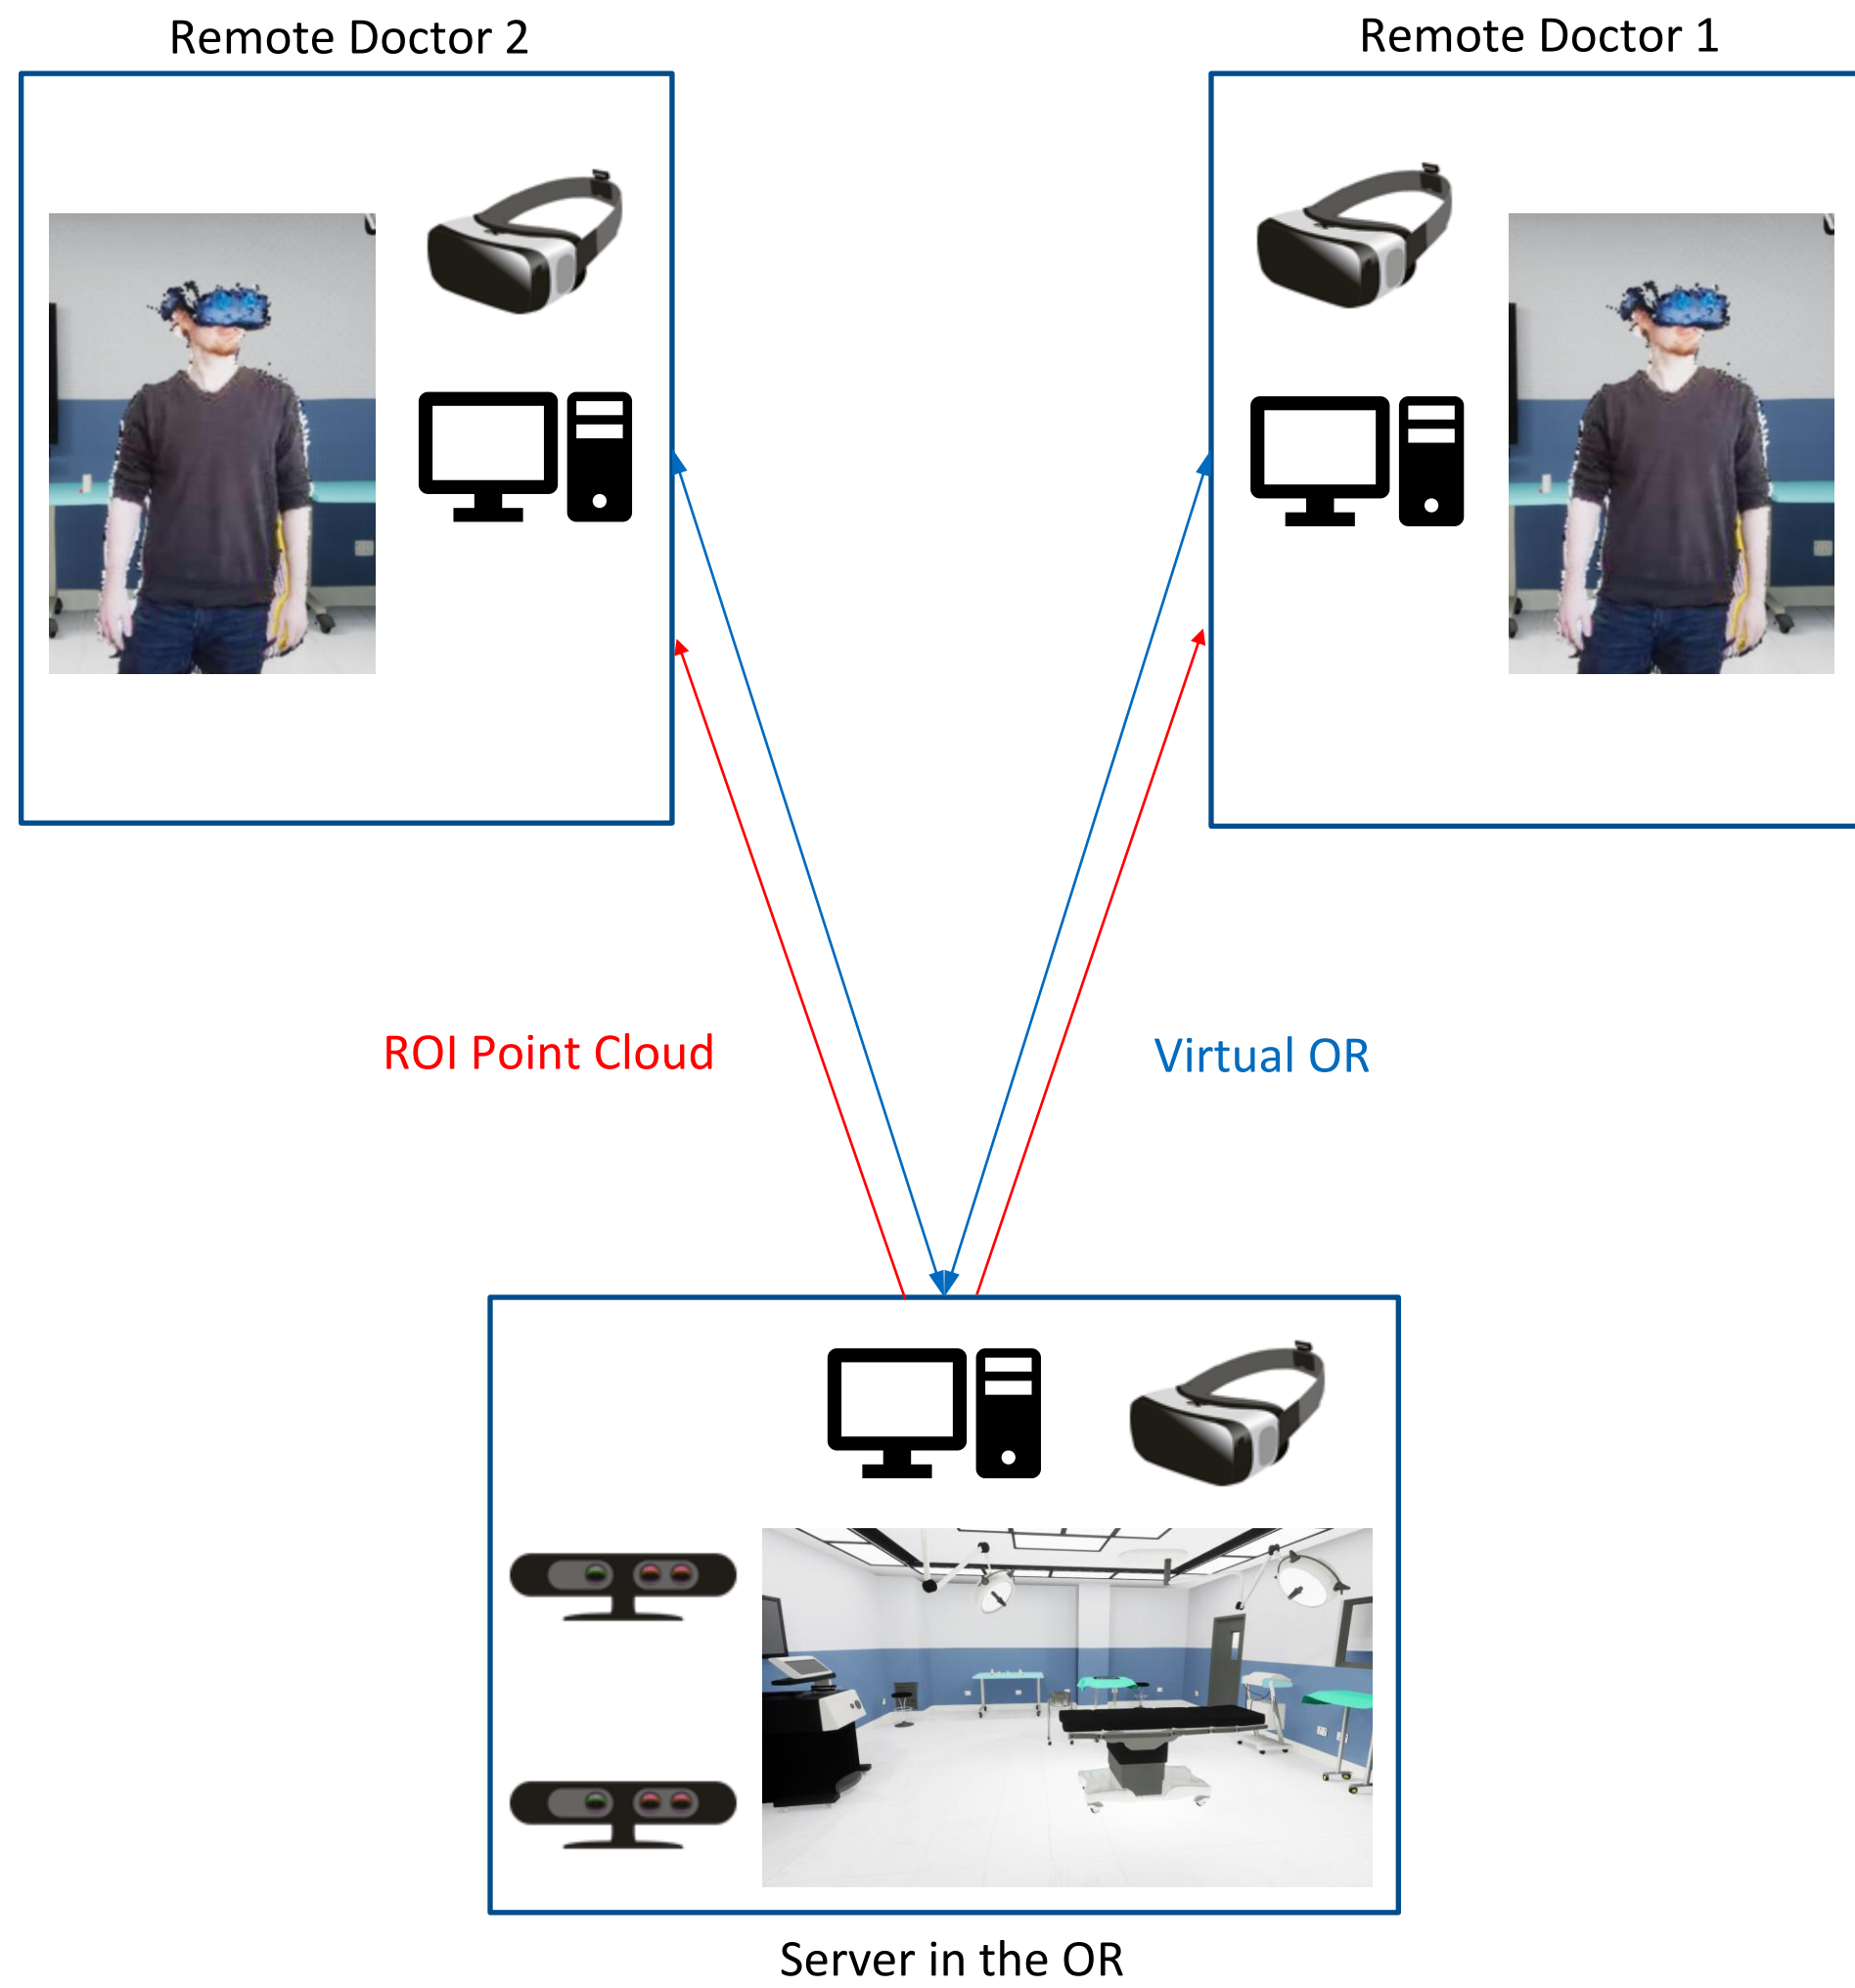 Remote Doctor 2
Remote Doctor 1
ROI Point Cloud
Virtual OR
Server in the OR